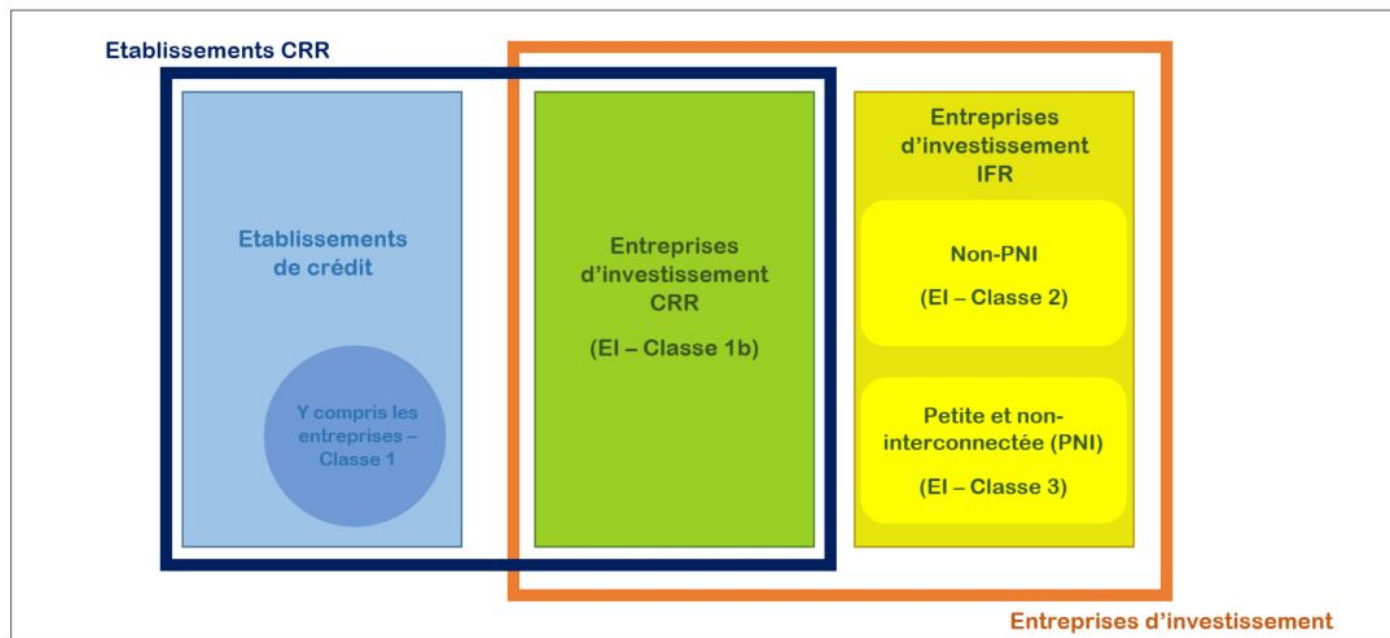 Etablissements CRR
Etablissements
de crédit
Y compris les
entreprises –
Classe 1
Entreprises
d'investissement
CRR
(EI – Classe 1b)
Entreprises
d'investissement
IFR
Non-PNI
(EI – Classe 2)
Petite et non-
interconnectée (PNI)
(EI – Classe 3)
Entreprises d'investissement